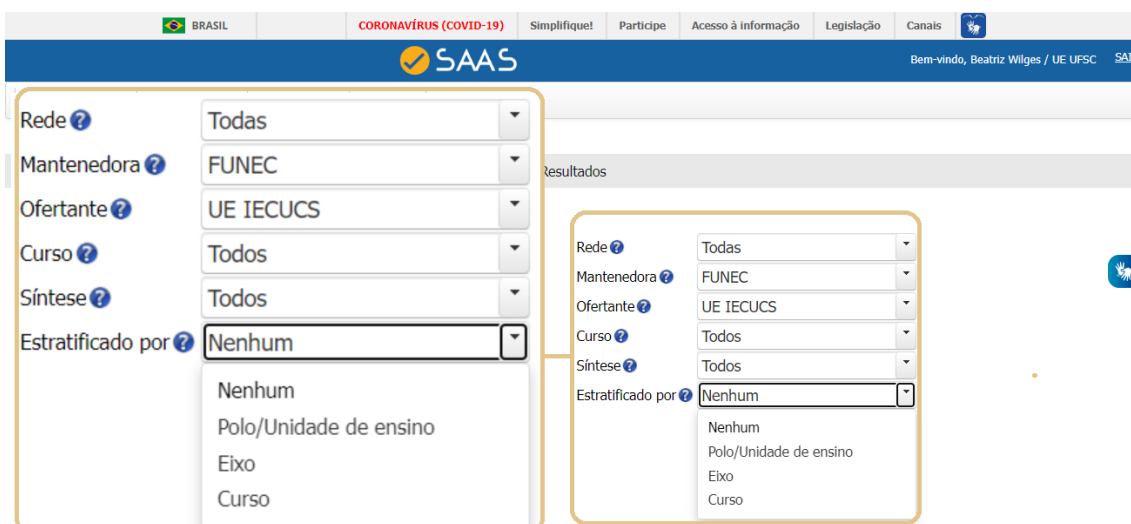 BRASIL CORONAVÍRUS (COVID-19) Simplifique! Participe Acesso à informação Legislação Canais
SAAS
Bem-vindo, Beatriz Wilges / UE UFSC
Resultados
Rede Todas
Mantenedora FUNEC
Ofertante UE IECUCS
Curso Todos
Síntese Todos
Estratificado por Nenhum
Nenhum
Polo/Unidade de ensino
Eixo
Curso
Rede Todas
Mantenedora FUNEC
Ofertante UE IECUCS
Curso Todos
Síntese Todos
Estratificado por Nenhum
Nenhum
Polo/Unidade de ensino
Eixo
Curso